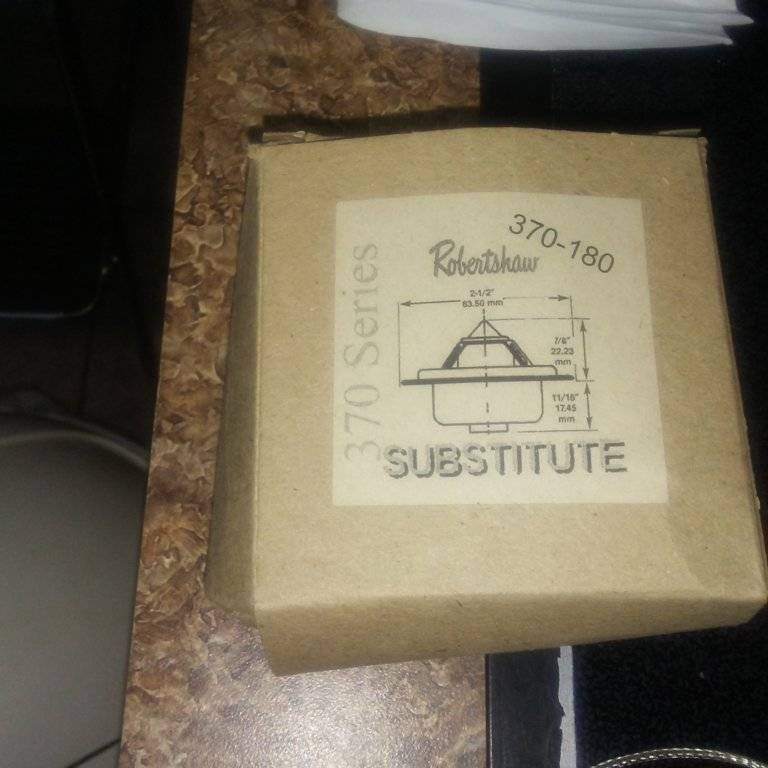 370-180
Robertshaw
370 Series
2-1/2"
63.50 mm
7/8"
22.23
mm
11/16"
17.45
mm
SUBSTITUTE